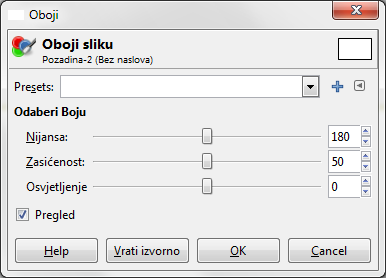 Oboji
Oboji sliku
Pozadina-2 (Bez naslova)
Presets:
Odaberi Boju
Nijansa: 180
Zasićenost: 50
Osvjetljenje 0
Pregled
Help Vrati izvorno OK Cancel